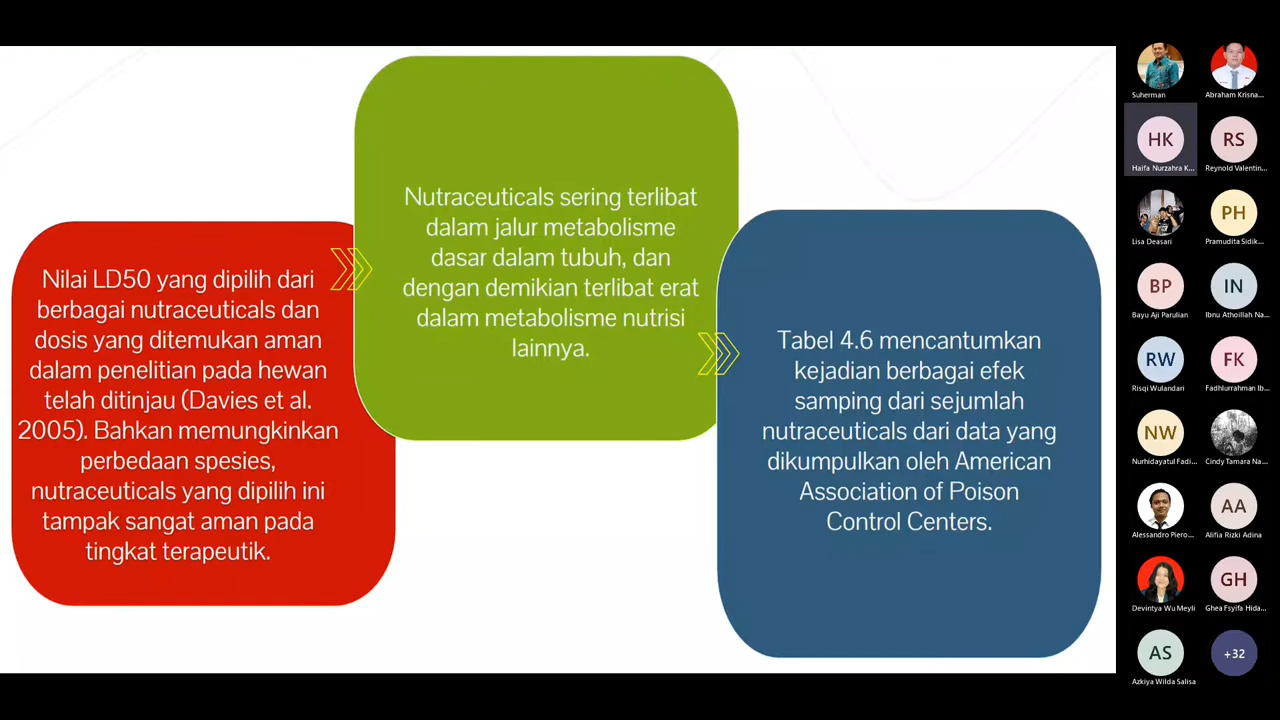 Nilai LD50 yang dipilih dari
berbagai nutraceuticals dan
dosis yang ditemukan aman
dalam penelitian pada hewan
telah ditinjau (Davies et al.
2005). Bahkan memungkinkan
perbedaan spesies,
nutraceuticals yang dipilih ini
tampak sangat aman pada
tingkat terapeutik.
Nutraceuticals sering terlibat
dalam jalur metabolisme
dasar dalam tubuh, dan
dengan demikian terlibat erat
dalam metabolisme nutrisi
lainnya.
Tabel 4.6 mencantumkan
kejadian berbagai efek
samping dari sejumlah
nutraceuticals dari data yang
dikumpulkan oleh American
Association of Poison
Control Centers.
Suherman
Abraham Krisna...
HK
Haifa Nurzahra K...
RS
Reynold Valentin...
Lisa Deasari
PH
Pramudita Sidik...
BP
Bayu Aji Parulian
IN
Ibnu Athoillah Na...
RW
Risqi Wulandari
FK
Fadhlurrahman Ib...
NW
Nurhidayatul Fadi...
Cindy Tamara Na...
Alessandro Piero...
AA
Alifia Rizki Adina
Devintya Wu Meyli
GH
Ghea Fsyifa Hida...
AS
Azkiya Wilda Salisa
+32